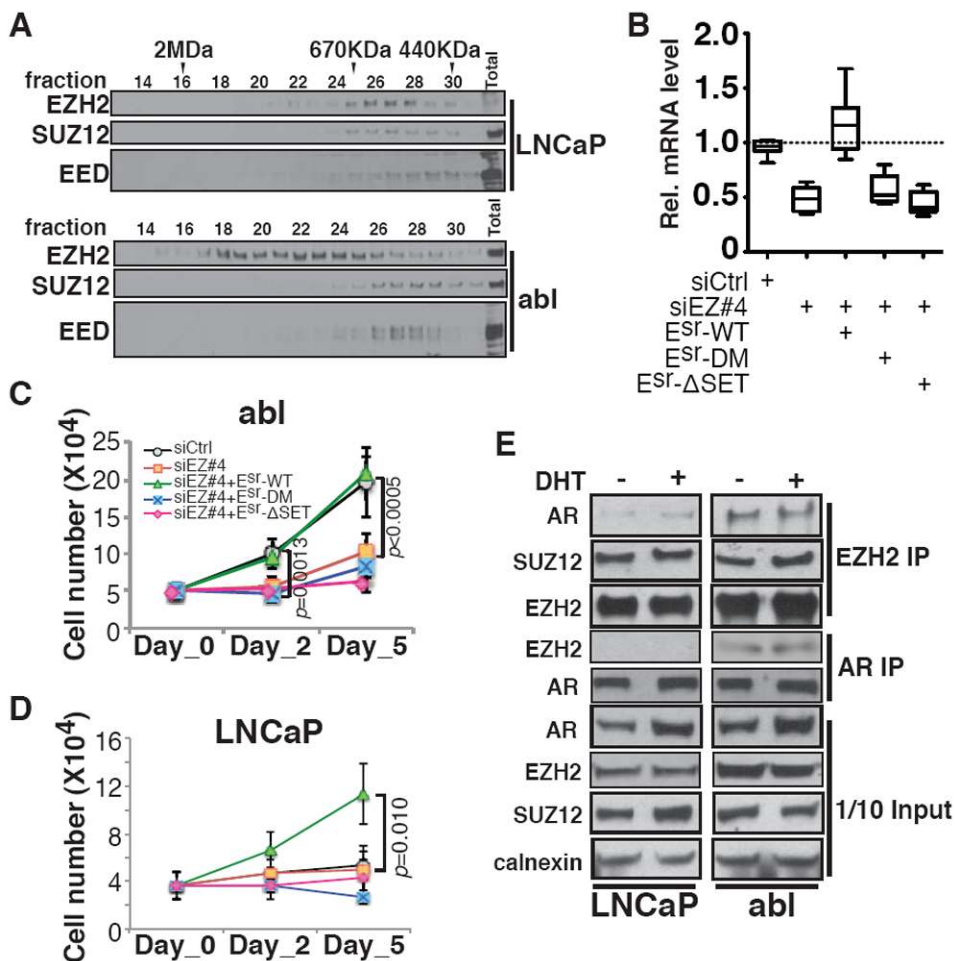 A
2MDa 670KDa 440KDa
fraction 14 16 18 20 22 24 26 28 30 Total
EZH2
SUZ12
EED
LNCaP
fraction 14 16 18 20 22 24 26 28 30 Total
EZH2
SUZ12
EED
abl
B
Rel. mRNA level
2.0
1.5
1.0
0.5
0
siCtrl +
siEZ#4 + + + +
Esr-WT +
Esr-DM +
Esr-ΔSET +
C
abl
Cell number (X104)
25
20
15
10
5
0
siCtrl
siEZ#4
siEZ#4+Esr-WT
siEZ#4+Esr-DM
siEZ#4+Esr-ΔSET
p=0.0013
p<0.0005
Day_0 Day_2 Day_5
D
LNCaP
Cell number (X104)
16
12
8
4
0
p=0.010
Day_0 Day_2 Day_5
E
DHT - + - +
AR
SUZ12
EZH2
EZH2 IP
EZH2
AR
AR IP
AR
EZH2
SUZ12
calnexin
1/10 Input
LNCaP abl